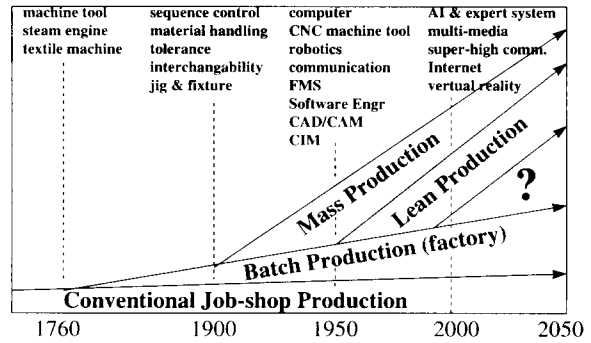 machine tool
steam engine
textile machine
sequence control
material handling
tolerance
interchangability
jig & fixture
computer
CNC machine tool
robotics
communication
FMS
Software Engr
CAD/CAM
CIM
AI & expert system
multi-media
super-high comm.
Internet
vertual reality
Mass Production
Lean Production
?
Batch Production (factory)
Conventional Job-shop Production
1760
1900
1950
2000
2050